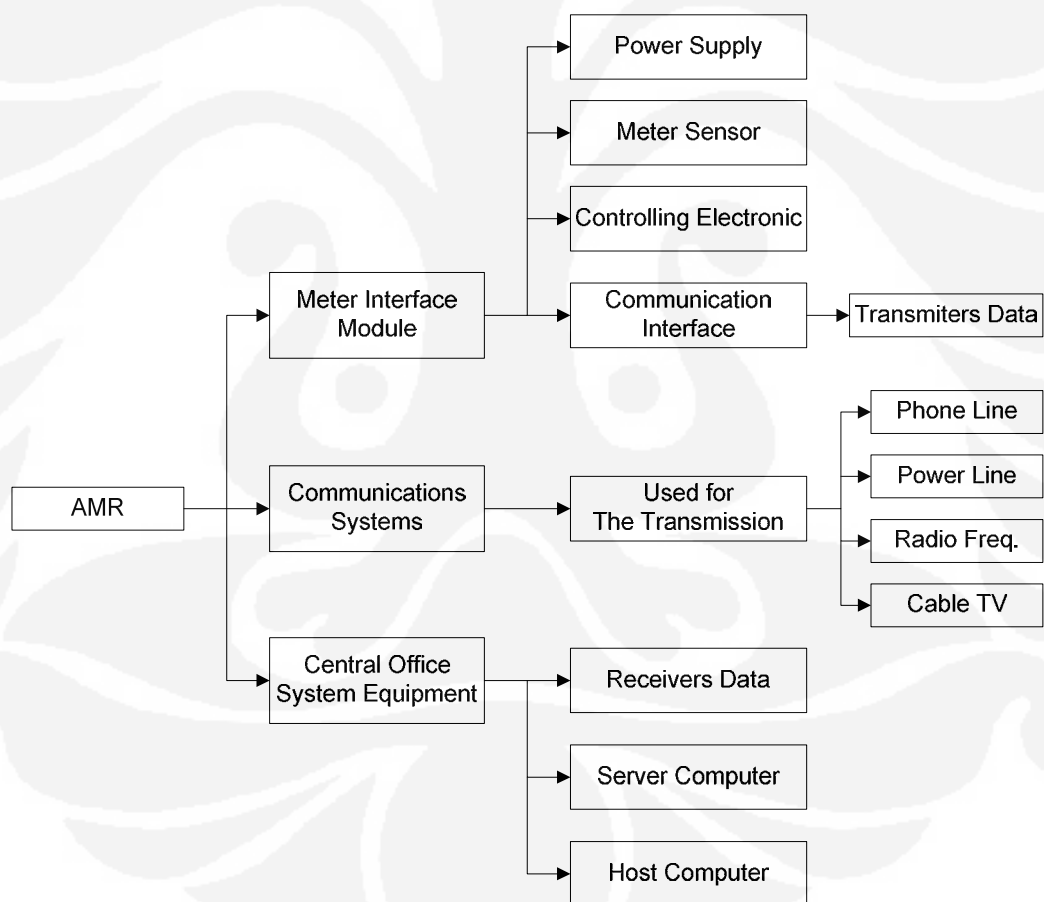 Power Supply
Meter Sensor
Controlling Electronic
Meter Interface
Module
Communication
Interface
Transmiters Data
Phone Line
Power Line
AMR
Communications
Systems
Used for
The Transmission
Radio Freq.
Cable TV
Central Office
System Equipment
Receivers Data
Server Computer
Host Computer